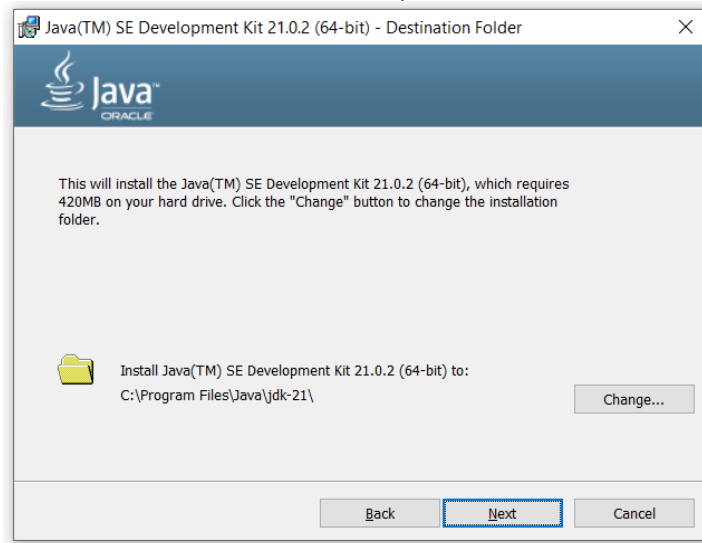 Java(TM) SE Development Kit 21.0.2 (64-bit) - Destination Folder
Java™
ORACLE
This will install the Java(TM) SE Development Kit 21.0.2 (64-bit), which requires
420MB on your hard drive. Click the "Change" button to change the installation
folder.
Install Java(TM) SE Development Kit 21.0.2 (64-bit) to:
C:\Program Files\Java\jdk-21\
Change...
Back
Next
Cancel